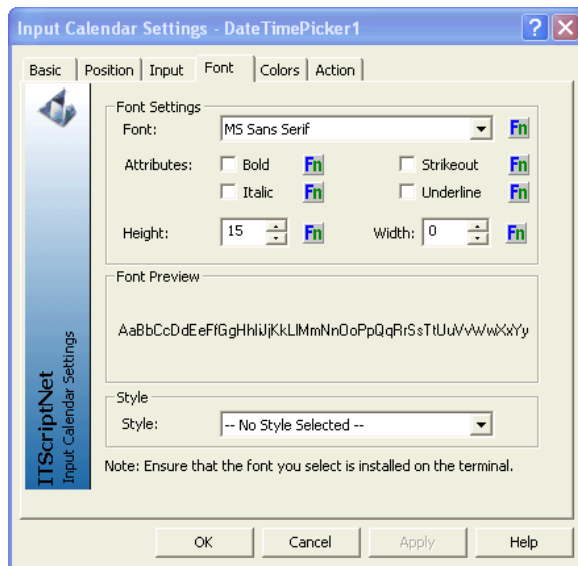 Input Calendar Settings - DateTimePicker1
Basic Position Input Font Colors Action
Font Settings
Font: MS Sans Serif Fn
Attributes: Bold Fn Strikeout Fn
Italic Fn Underline Fn
Height: 15 Fn Width: 0 Fn
Font Preview
AaBbCcDdEeFfGgHhIiJjKkLlMmNnOoPpQqRrSsTtUuVvWwXxYy
Style
Style: -- No Style Selected --
Note: Ensure that the font you select is installed on the terminal.
ITScriptNet
Input Calendar Settings
OK Cancel Apply Help